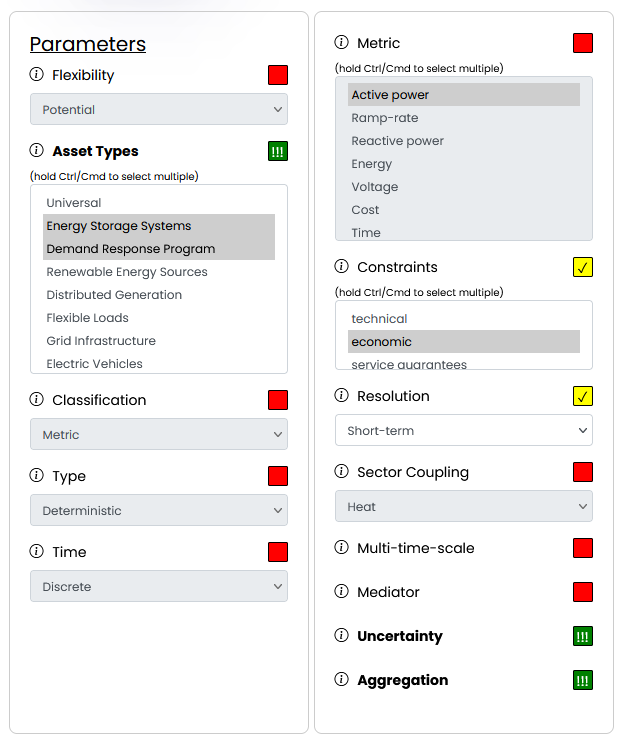 Parameters
Flexibility
Potential
Asset Types
!!!
(hold Ctrl/Cmd to select multiple)
Universal
Energy Storage Systems
Demand Response Program
Renewable Energy Sources
Distributed Generation
Flexible Loads
Grid Infrastructure
Electric Vehicles
Classification
Metric
Type
Deterministic
Time
Discrete
Metric
(hold Ctrl/Cmd to select multiple)
Active power
Ramp-rate
Reactive power
Energy
Voltage
Cost
Time
Constraints
✓
(hold Ctrl/Cmd to select multiple)
technical
economic
service guarantees
Resolution
✓
Short-term
Sector Coupling
Heat
Multi-time-scale
Mediator
Uncertainty
!!!
Aggregation
!!!